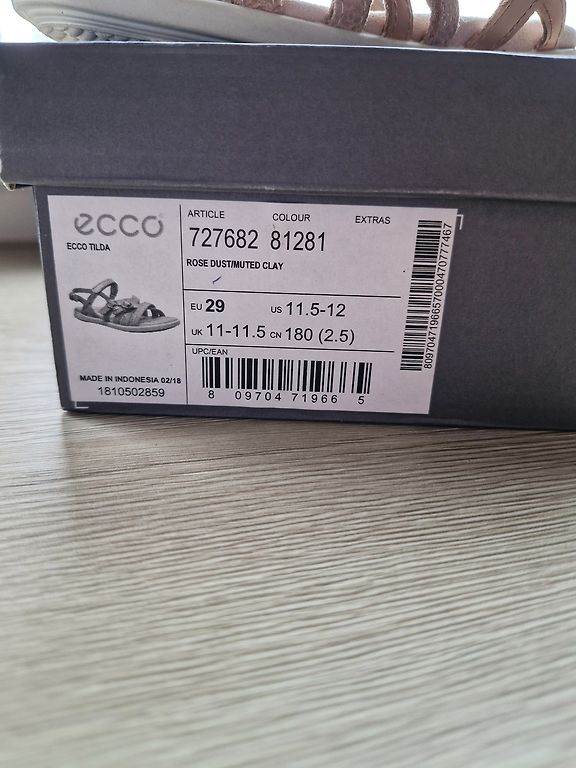 ecco
ECCO TILDA
MADE IN INDONESIA 02/18
1810502859
ARTICLE COLOUR EXTRAS
727682 81281
ROSE DUST/MUTED CLAY
EU 29 US 11.5-12
UK 11-11.5 CN 180 (2.5)
UPC/EAN
8 09704 71966 5
809704719665700047077467